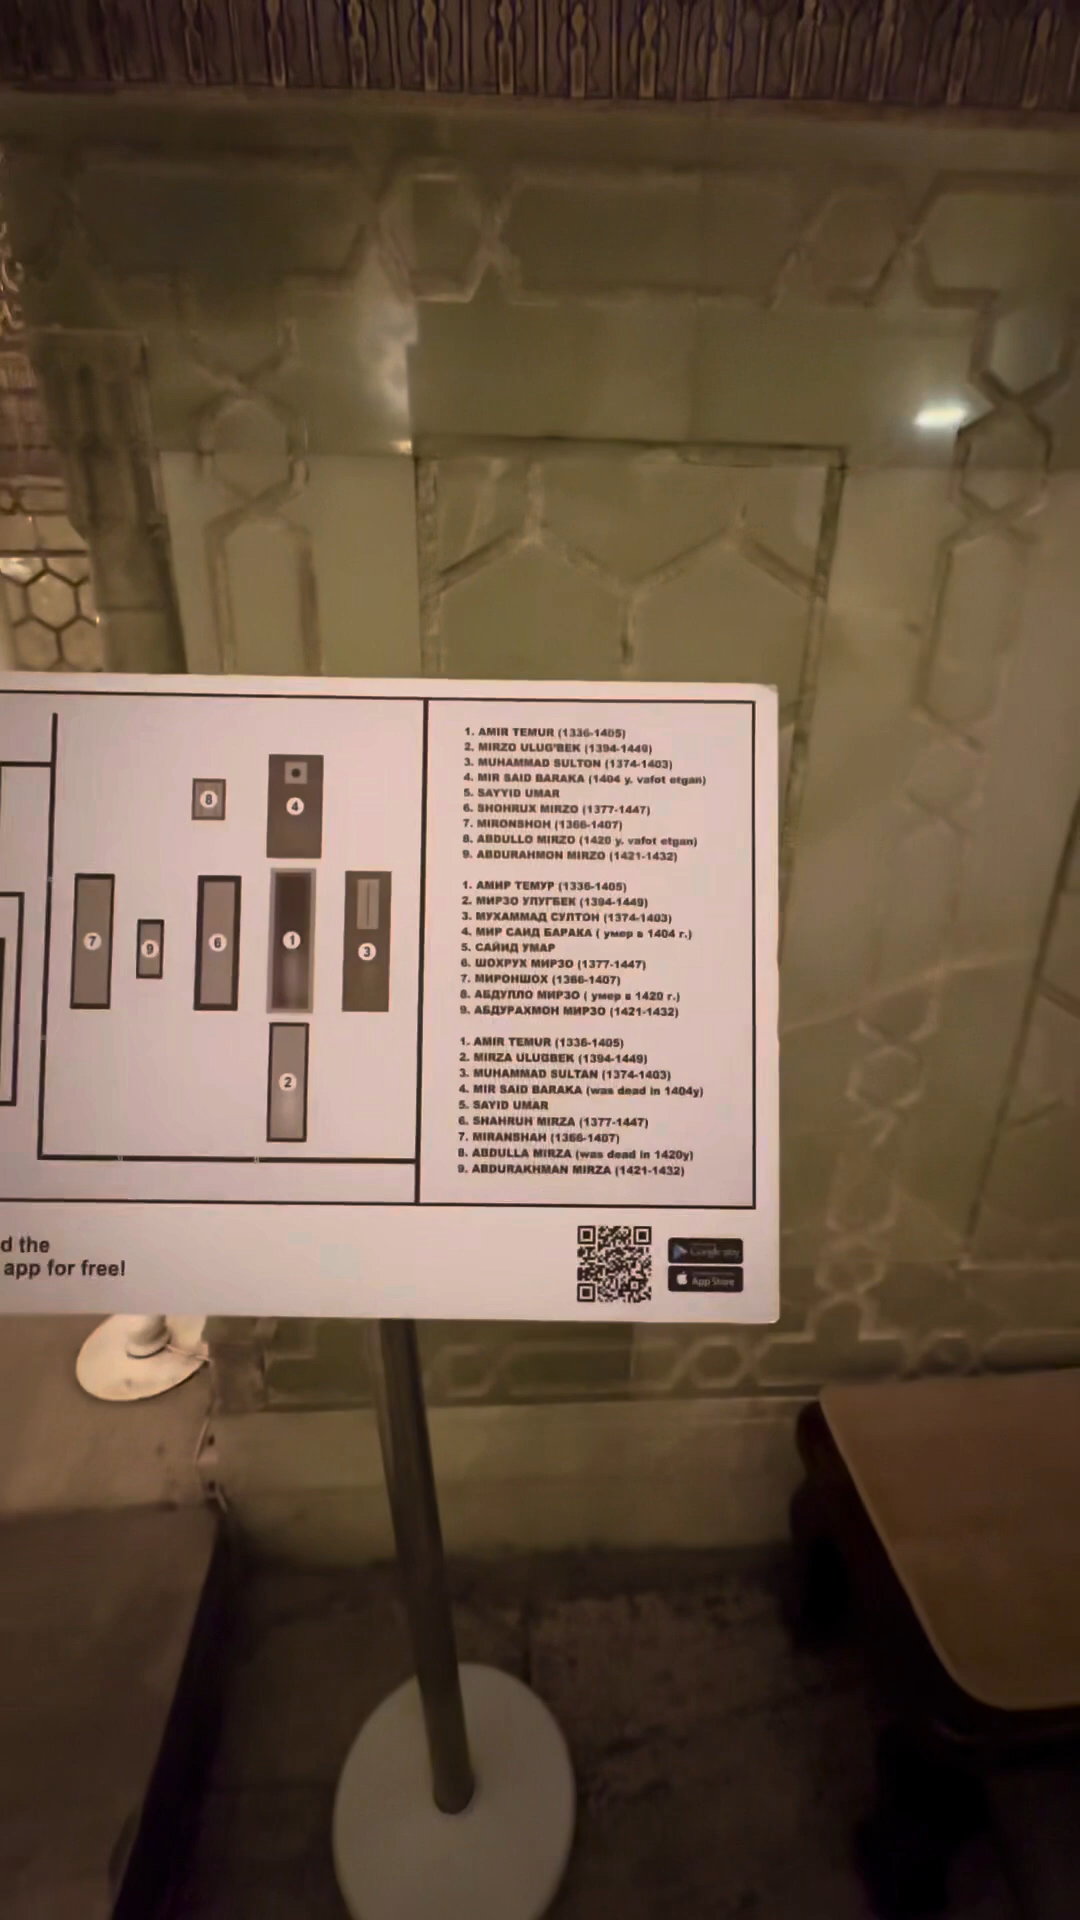 8
4
7
9
6
1
3
2
1. AMIR TEMUR (1336-1405)
2. MIRZO ULUG'BEK (1394-1449)
3. MUHAMMAD SULTON (1374-1403)
4. MIR SAID BARAKA (1404 y. vafot etgan)
5. SAYYID UMAR
6. SHOHRUX MIRZO (1377-1447)
7. MIRONSHOH (1366-1407)
8. ABDULLO MIRZO (1420 y. vafot etgan)
9. ABDURAHMON MIRZO (1421-1432)
1. АМИР ТЕМУР (1336-1405)
2. МИРЗО УЛУГБЕК (1394-1449)
3. МУХАММАД СУЛТОН (1374-1403)
4. МИР САИД БАРАКА ( умер в 1404 г.)
5. САЙИД УМАР
6. ШОХРУХ МИРЗО (1377-1447)
7. МИРОНШОХ (1366-1407)
8. АБДУЛЛО МИРЗО ( умер в 1420 г.)
9. АБДУРАХМОН МИРЗО (1421-1432)
1. AMIR TEMUR (1336-1405)
2. MIRZA ULUGBEK (1394-1449)
3. MUHAMMAD SULTAN (1374-1403)
4. MIR SAID BARAKA (was dead in 1404y)
5. SAYID UMAR
6. SHAHRUH MIRZA (1377-1447)
7. MIRANSHAH (1366-1407)
8. ABDULLA MIRZA (was dead in 1420y)
9. ABDURAKHMAN MIRZA (1421-1432)
d the
app for free!
Google play
App Store